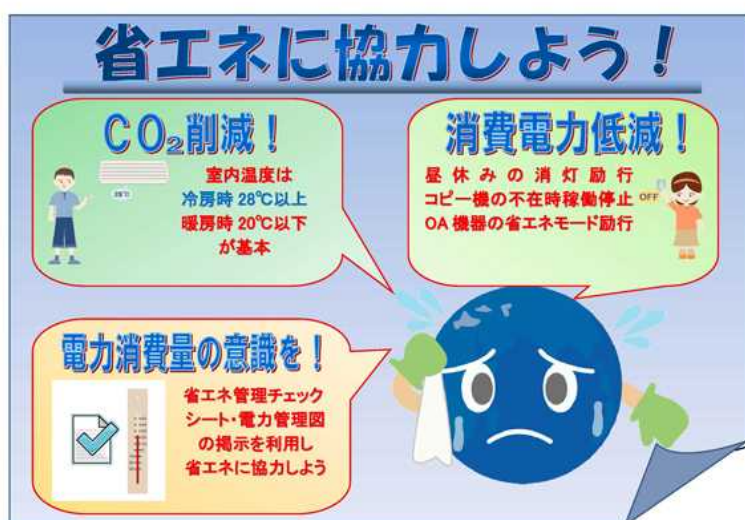 省エネに協力しよう！
CO₂削減！
室内温度は
冷房時 28℃以上
暖房時 20℃以下
が基本
消費電力低減！
昼休みの消灯励行
コピー機の不在時稼働停止
OA 機器の省エネモード励行
OFF
電力消費量の意識を！
省エネ管理チェック
シート・電力管理図
の掲示を利用し
省エネに協力しよう